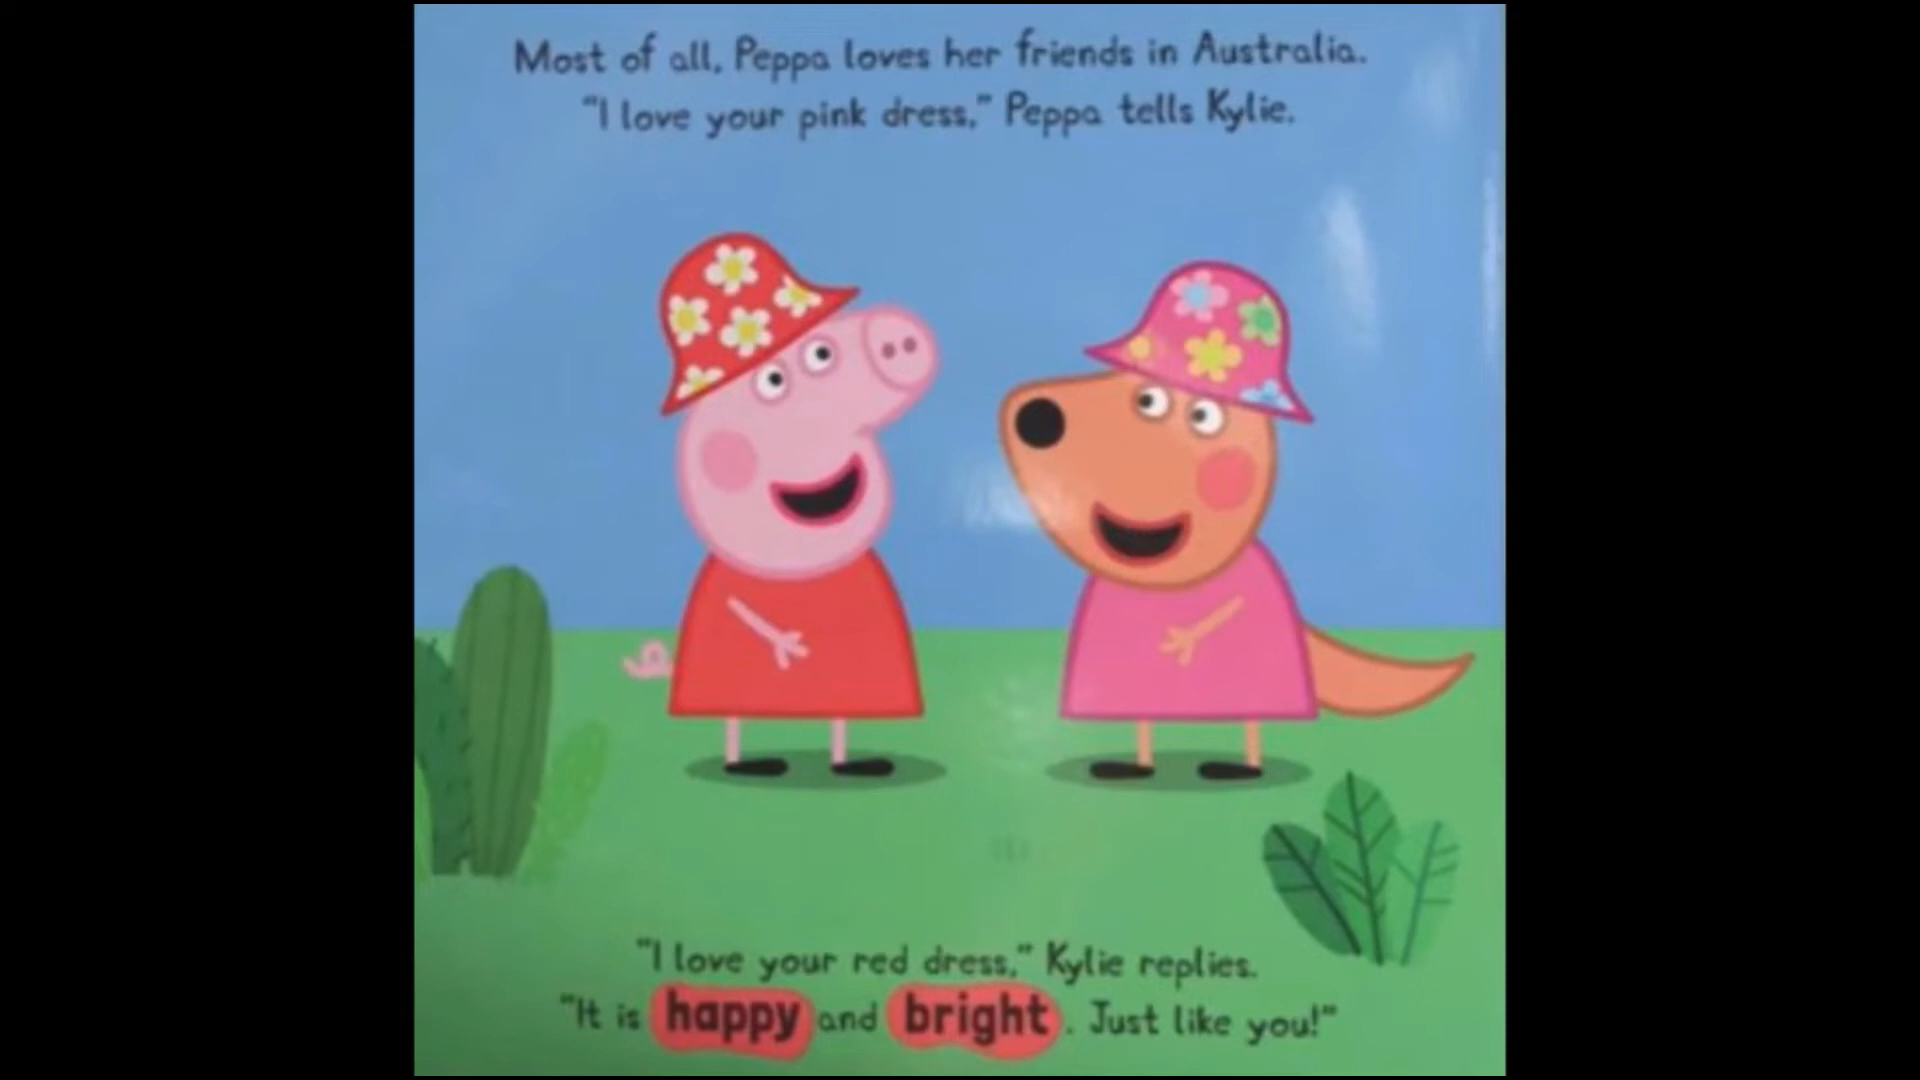 Most of all, Peppa loves her friends in Australia.
"I love your pink dress," Peppa tells Kylie.
"I love your red dress," Kylie replies.
"It is happy and bright. Just like you!"